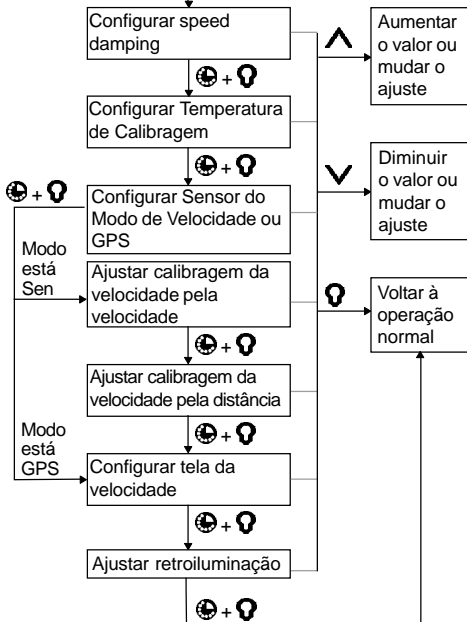 Configurar speed
damping
Aumentar
o valor ou
mudar o
ajuste
+
Configurar Temperatura
de Calibragem
+
Diminuir
o valor ou
mudar o
ajuste
+
Configurar Sensor do
Modo de Velocidade ou
GPS
Modo
está
Sen
Ajustar calibragem da
velocidade pela
velocidade
Voltar à
operação
normal
+
Ajustar calibragem da
velocidade pela distância
+
Modo
está
GPS
Configurar tela da
velocidade
+
Ajustar retroiluminação
+